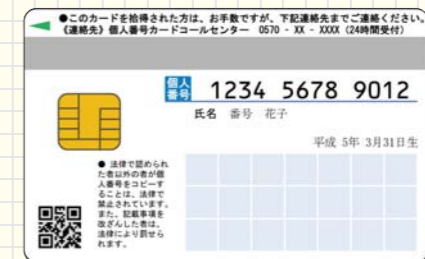 ●このカードを拾得された方は、お手数ですが、下記連絡先までご連絡ください。
《連絡先》個人番号カードコールセンター 0570 - XX - XXXX (24時間受付)
個人番号 1234 5678 9012
氏名 番号 花子
平成 5年 3月31日生
● 法律で認められ
た者以外の者が個
人番号をコピーす
ることは、法律で
禁止されています。
また、記載事項を
改ざんした者は、
法律により罰せら
れます。